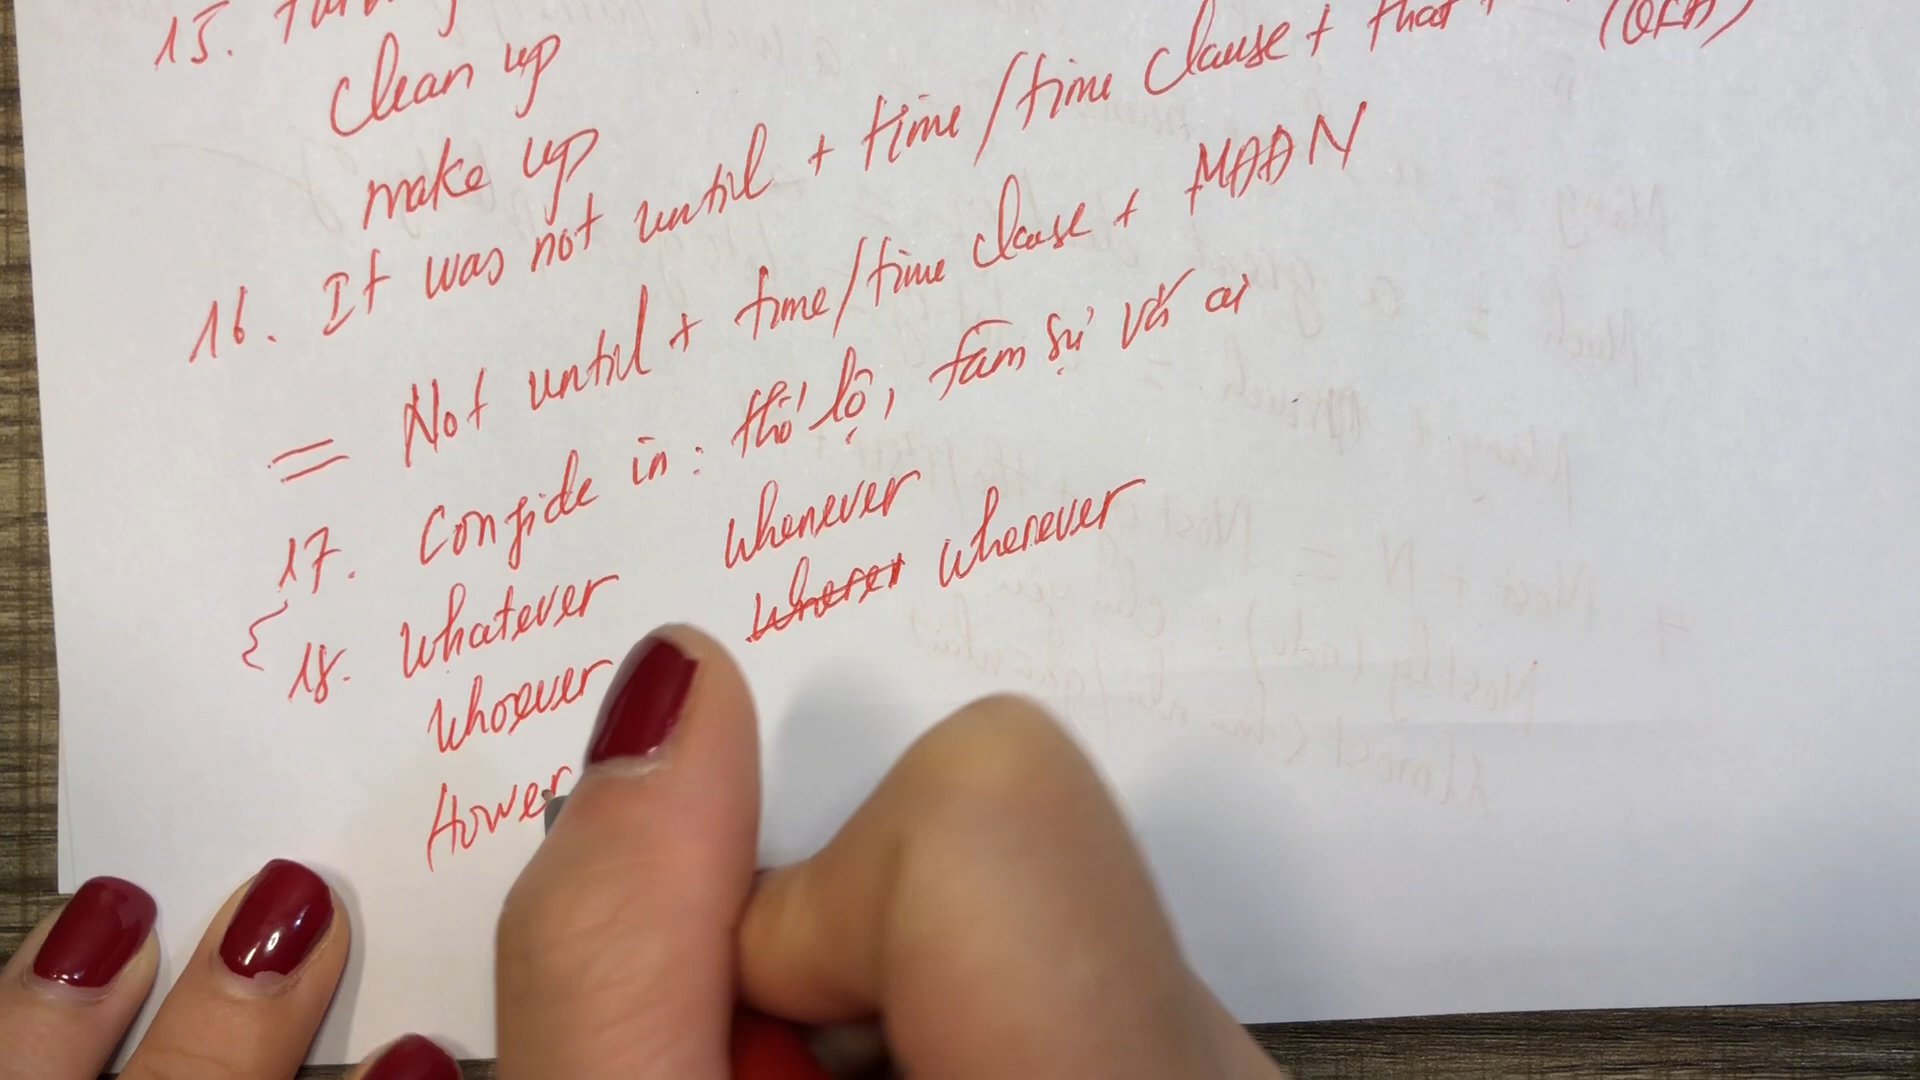 15.
clean up
make up
16. It was not until + time/time clause + that +
= Not until + time/time clause + MĐĐN
17. Confide in: thổ lộ, tâm sự với ai
18. Whatever Whenever
Whoever Wherever
Howev